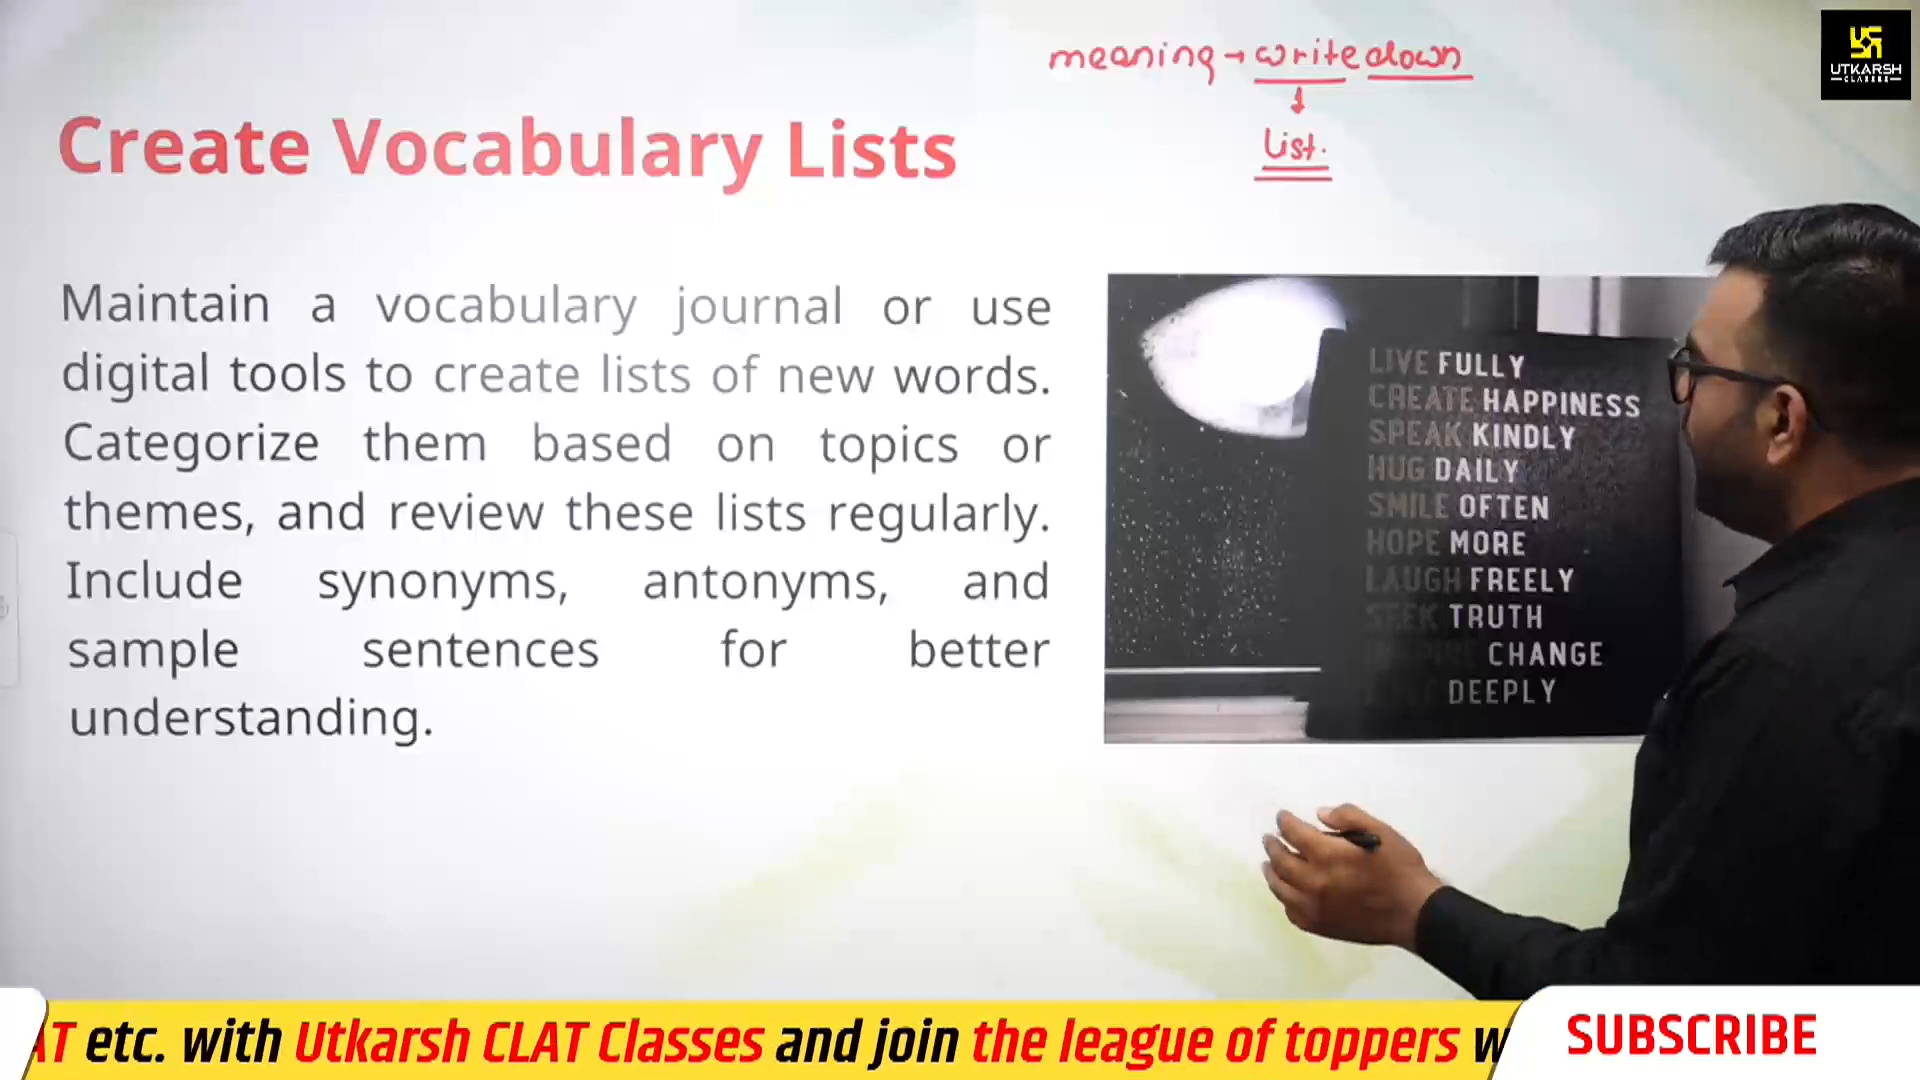 meaning → write down
↓
List.
UTKARSH
CLASSES
Create Vocabulary Lists
Maintain a vocabulary journal or use
digital tools to create lists of new words.
Categorize them based on topics or
themes, and review these lists regularly.
Include synonyms, antonyms, and
sample sentences for better
understanding.
LIVE FULLY
CREATE HAPPINESS
SPEAK KINDLY
HUG DAILY
SMILE OFTEN
HOPE MORE
LAUGH FREELY
SEEK TRUTH
CHANGE
DEEPLY
AT etc. with Utkarsh CLAT Classes and join the league of toppers w
SUBSCRIBE